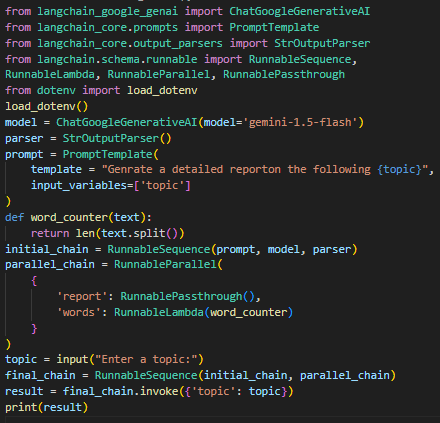 from langchain_google_genai import ChatGoogleGenerativeAI
from langchain_core.prompts import PromptTemplate
from langchain_core.output_parsers import StrOutputParser
from langchain.schema.runnable import RunnableSequence,
RunnableLambda, RunnableParallel, RunnablePassthrough
from dotenv import load_dotenv
load_dotenv()
model = ChatGoogleGenerativeAI(model='gemini-1.5-flash')
parser = StrOutputParser()
prompt = PromptTemplate(
    template = "Genrate a detailed reporton the following {topic}",
    input_variables=['topic']
)
def word_counter(text):
    return len(text.split())
initial_chain = RunnableSequence(prompt, model, parser)
parallel_chain = RunnableParallel(
    {
        'report': RunnablePassthrough(),
        'words': RunnableLambda(word_counter)
    }
)
topic = input("Enter a topic:")
final_chain = RunnableSequence(initial_chain, parallel_chain)
result = final_chain.invoke({'topic': topic})
print(result)